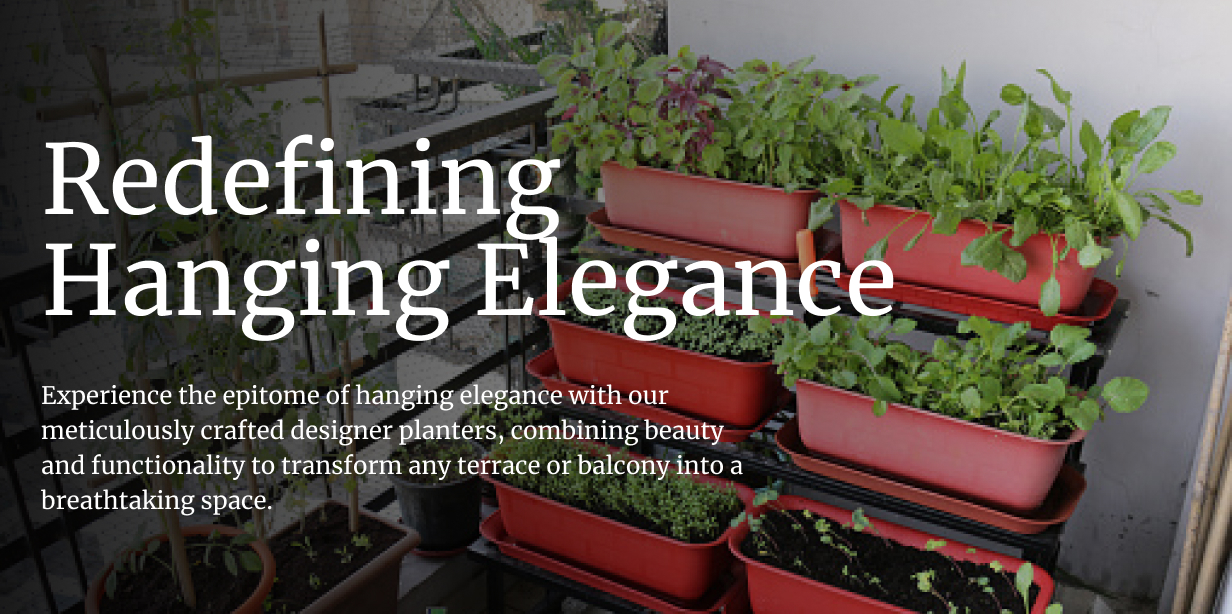 Redefining
Hanging Elegance
Experience the epitome of hanging elegance with our
meticulously crafted designer planters, combining beauty
and functionality to transform any terrace or balcony into a
breathtaking space.